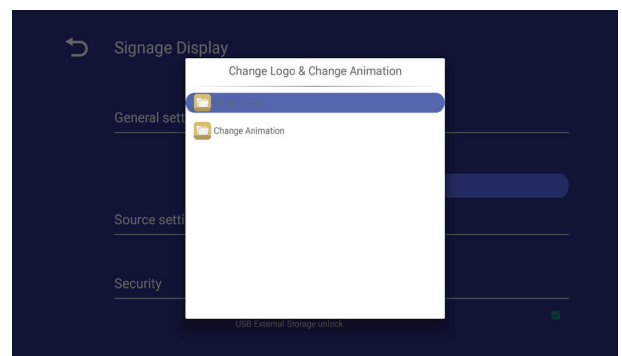 Signage Display
Change Logo & Change Animation
General sett
Change Animation
Source setti
Security
USB External Storage unlock